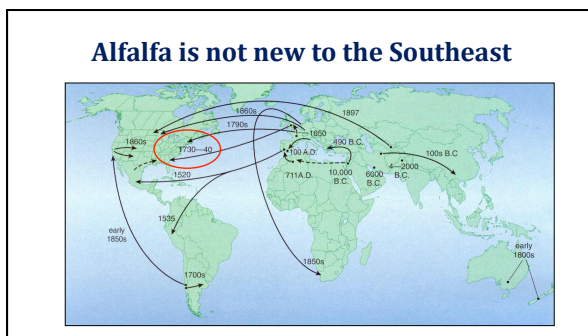 Alfalfa is not new to the Southeast
1860s
1897
1790s
1860s
1850
1730—40
490 B.C.
100 A.D.
100s B.C
1520
711A.D.
10,000
B.C.
6000
B.C.
4—2000
B.C.
1535
early
1850s
1850s
1700s
early
1800s